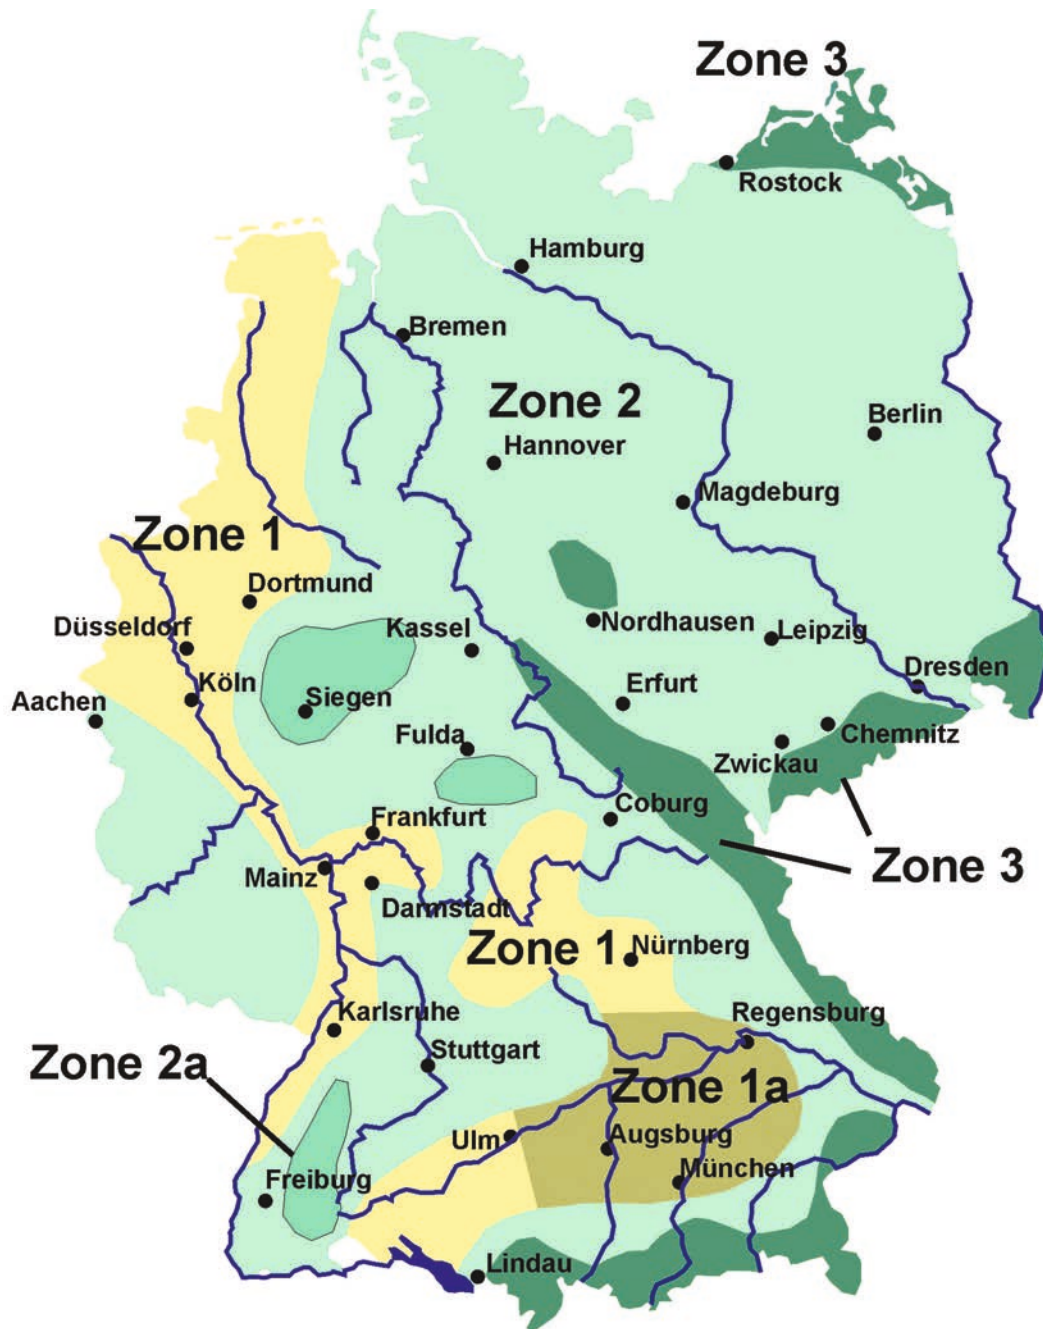 Zone 3
Rostock
Hamburg
Bremen
Zone 2
Berlin
Hannover
Magdeburg
Zone 1
Dortmund
Düsseldorf
Kassel
Nordhausen
Leipzig
Köln
Siegen
Erfurt
Dresden
Aachen
Fulda
Zwickau
Chemnitz
Coburg
Frankfurt
Zone 3
Mainz
Darmstadt
Zone 1
Nürnberg
Karlsruhe
Regensburg
Zone 2a
Stuttgart
Zone 1a
Ulm
Augsburg
München
Freiburg
Lindau